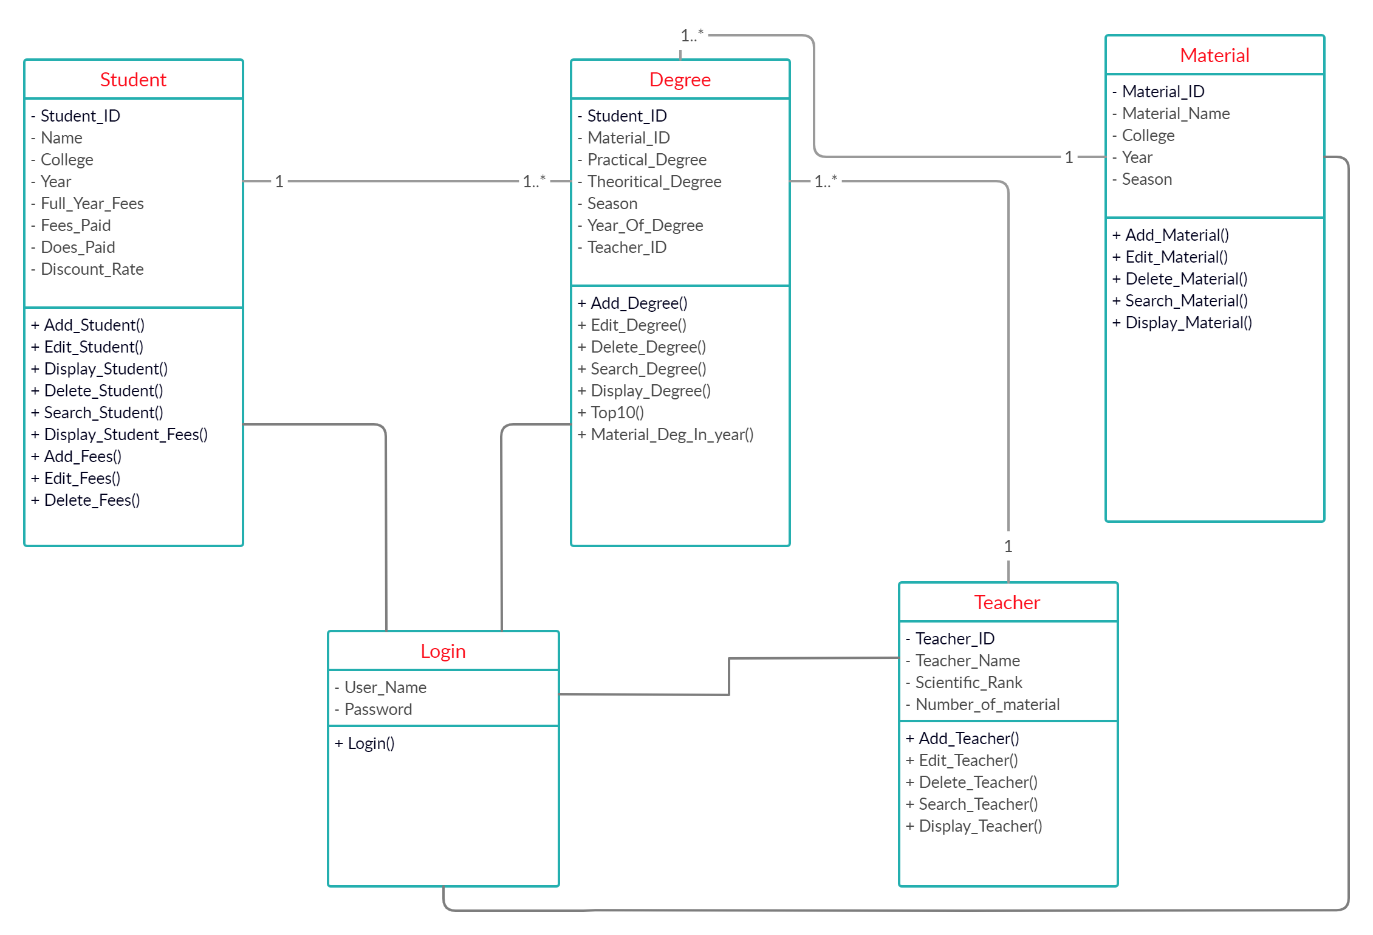 Student
- Student_ID
- Name
- College
- Year
- Full_Year_Fees
- Fees_Paid
- Does_Paid
- Discount_Rate
+ Add_Student()
+ Edit_Student()
+ Display_Student()
+ Delete_Student()
+ Search_Student()
+ Display_Student_Fees()
+ Add_Fees()
+ Edit_Fees()
+ Delete_Fees()
1
1..*
1..*
Degree
- Student_ID
- Material_ID
- Practical_Degree
- Theoritical_Degree
- Season
- Year_Of_Degree
- Teacher_ID
+ Add_Degree()
+ Edit_Degree()
+ Delete_Degree()
+ Search_Degree()
+ Display_Degree()
+ Top10()
+ Material_Deg_In_year()
1..*
1
Material
- Material_ID
- Material_Name
- College
- Year
- Season
+ Add_Material()
+ Edit_Material()
+ Delete_Material()
+ Search_Material()
+ Display_Material()
Login
- User_Name
- Password
+ Login()
1
Teacher
- Teacher_ID
- Teacher_Name
- Scientific_Rank
- Number_of_material
+ Add_Teacher()
+ Edit_Teacher()
+ Delete_Teacher()
+ Search_Teacher()
+ Display_Teacher()